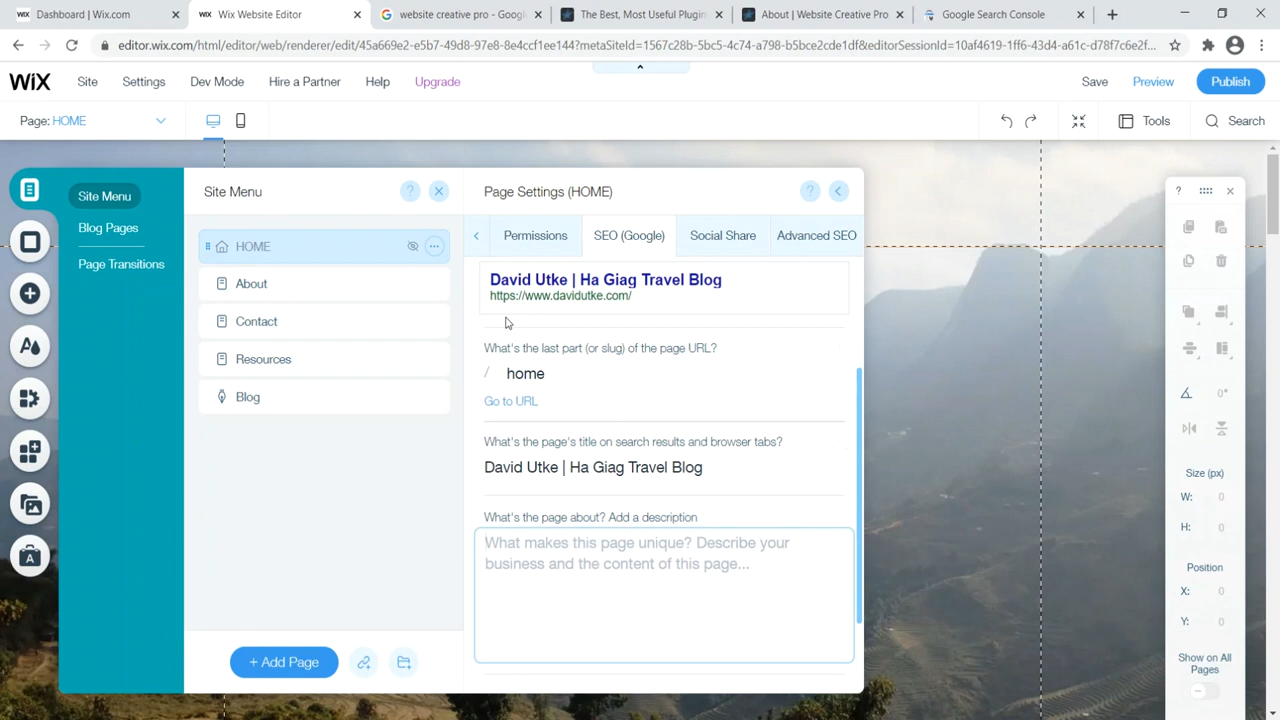 Dashboard | Wix.com
Wix Website Editor
website creative pro - Goog
The Best, Most Useful Plugin
About | Website Creative Pro
Google Search Console
editor.wix.com/html/editor/web/renderer/edit/45a669e2-e5b7-49d8-97e8-8e4ccf1ee144?metaSiteId=1567c28b-5bc5-4c74-a798-b5bce2cde1df&editorSessionId=10af4619-1ff6-43d4-a61c-d78f7c6e2f...
WiX
Site
Settings
Dev Mode
Hire a Partner
Help
Upgrade
Save
Preview
Publish
Page: HOME
Tools
Search
Site Menu
Blog Pages
Page Transitions
Site Menu
?
HOME
About
Contact
Resources
Blog
+ Add Page
Page Settings (HOME)
?
Permissions
SEO (Google)
Social Share
Advanced SEO
David Utke | Ha Giag Travel Blog
https://www.davidutke.com/
What's the last part (or slug) of the page URL?
/ home
Go to URL
What's the page's title on search results and browser tabs?
David Utke | Ha Giag Travel Blog
What's the page about? Add a description
What makes this page unique? Describe your
business and the content of this page...
?
0°
Size (px)
W: 0
H: 0
Position
X: 0
Y: 0
Show on All
Pages
A